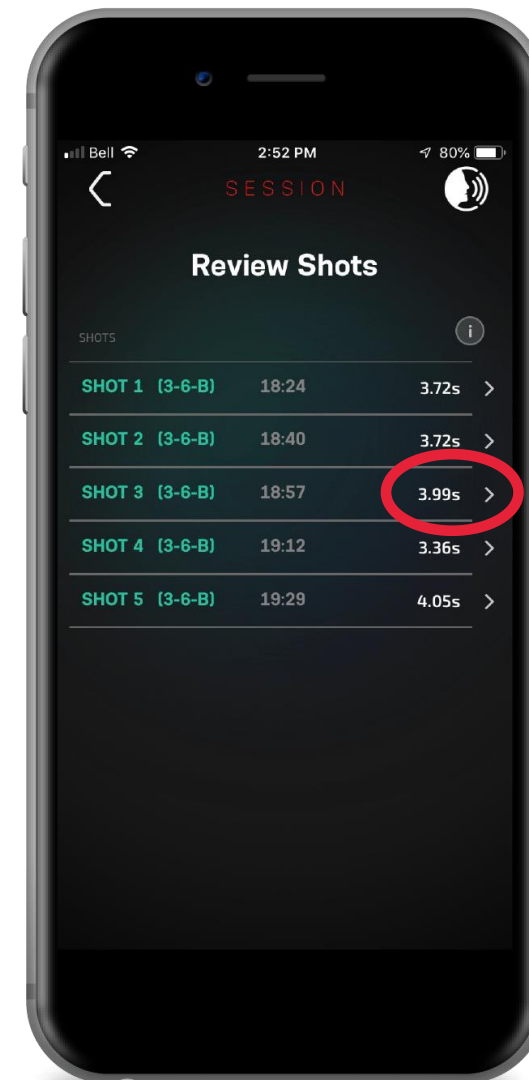 Bell 2:52 PM 80%
SESSION
Review Shots
SHOTS i
SHOT 1 (3-6-B) 18:24 3.72s
SHOT 2 (3-6-B) 18:40 3.72s
SHOT 3 (3-6-B) 18:57 3.99s
SHOT 4 (3-6-B) 19:12 3.36s
SHOT 5 (3-6-B) 19:29 4.05s